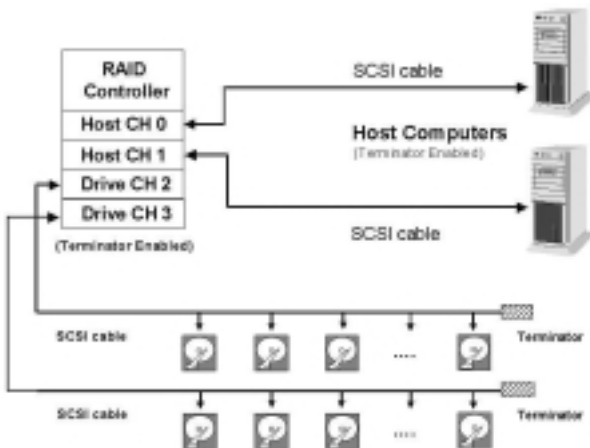 RAID
Controller
Host CH 0
Host CH 1
Drive CH 2
Drive CH 3
(Terminator Enabled)
SCSI cable
Host Computers
(Terminator Enabled)
SCSI cable
SCSI cable
.....
Terminator
SCSI cable
.....
Terminator